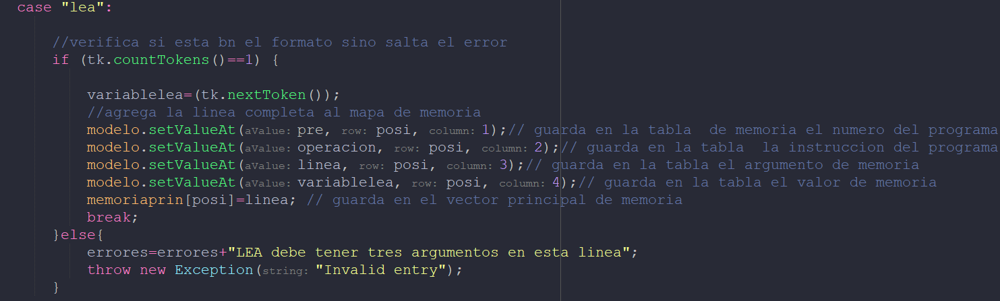 case "lea":
//verifica si esta bn el formato sino salta el error
if (tk.countTokens()==1) {
variablelea=(tk.nextToken());
//agrega la linea completa al mapa de memoria
modelo.setValueAt(aValue: pre, row: posi, column: 1);// guarda en la tabla  de memoria el numero del programa
modelo.setValueAt(aValue: operacion, row: posi, column: 2);// guarda en la tabla  la instruccion del programa
modelo.setValueAt(aValue: linea, row: posi, column: 3);// guarda en la tabla el argumento de memoria
modelo.setValueAt(aValue: variablelea, row: posi, column: 4);// guarda en la tabla el valor de memoria
memoriaprin[posi]=linea; // guarda en el vector principal de memoria
break;
}else{
errores=errores+"LEA debe tener tres argumentos en esta linea";
throw new Exception(string: "Invalid entry");
}